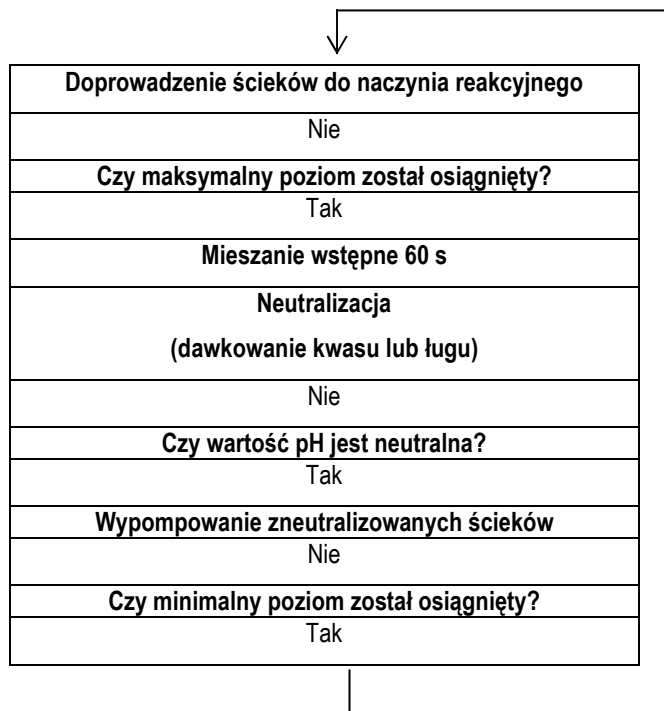 Doprowadzenie ścieków do naczynia reakcyjnego
Nie
Czy maksymalny poziom został osiągnięty?
Tak
Mieszanie wstępne 60 s
Neutralizacja
(dawkowanie kwasu lub ługu)
Nie
Czy wartość pH jest neutralna?
Tak
Wypompowanie zneutralizowanych ścieków
Nie
Czy minimalny poziom został osiągnięty?
Tak